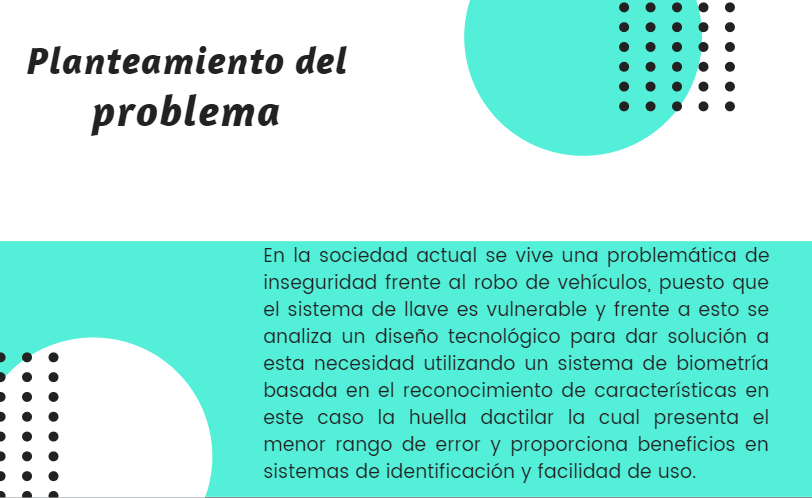 Planteamiento del
problema
En la sociedad actual se vive una problemática de
inseguridad frente al robo de vehículos, puesto que
el sistema de llave es vulnerable y frente a esto se
analiza un diseño tecnológico para dar solución a
esta necesidad utilizando un sistema de biometría
basada en el reconocimiento de características en
este caso la huella dactilar la cual presenta el
menor rango de error y proporciona beneficios en
sistemas de identificación y facilidad de uso.